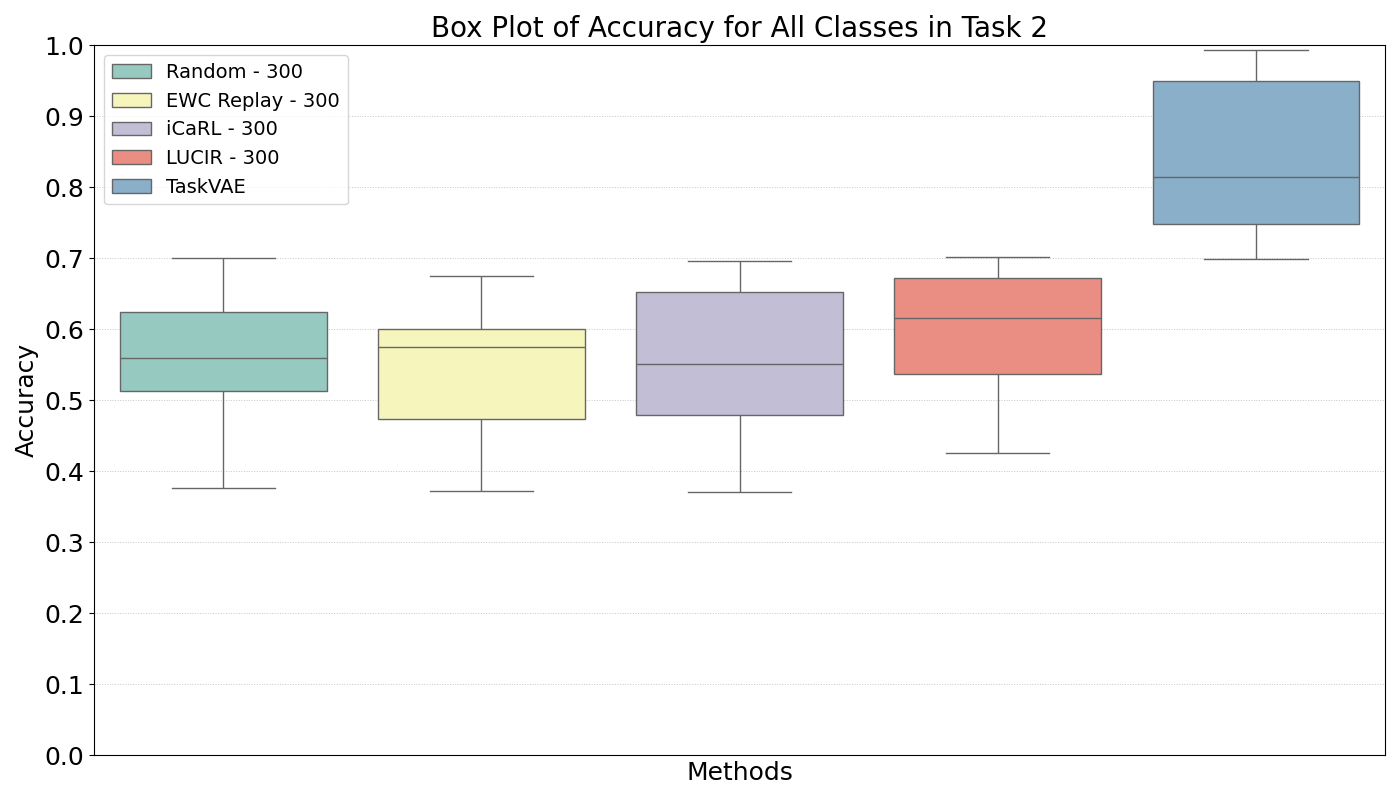 Box Plot of Accuracy for All Classes in Task 2
1.0
0.9
0.8
0.7
0.6
0.5
0.4
0.3
0.2
0.1
0.0
Accuracy
Random - 300
EWC Replay - 300
iCaRL - 300
LUCIR - 300
TaskVAE
Methods